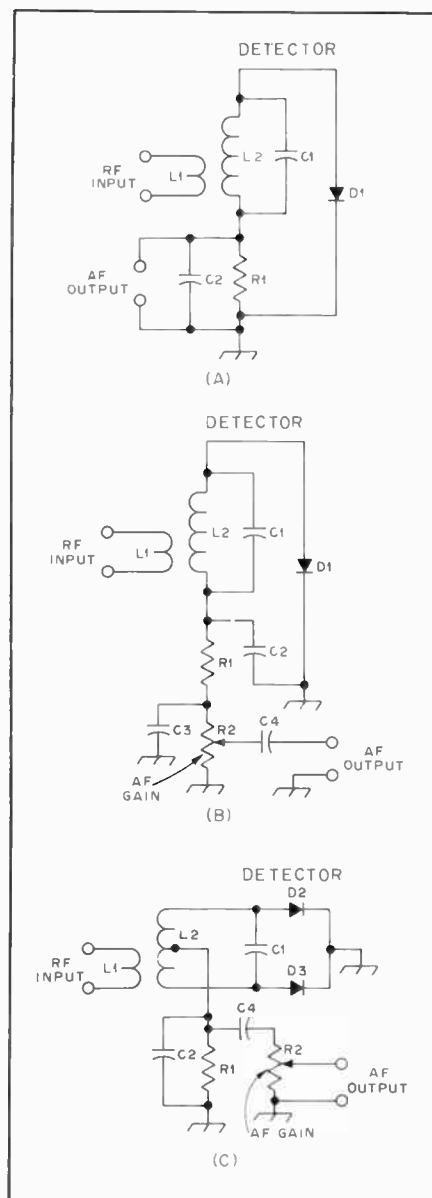 DETECTOR
RF INPUT
L1
L2
C1
D1
AF OUTPUT
C2
R1
(A)
DETECTOR
RF INPUT
L1
L2
C1
D1
R1
C2
C3
R2
C4
AF GAIN
AF OUTPUT
(B)
DETECTOR
D2
L2
RF INPUT
L1
C1
D3
C4
C2
R1
R2
AF OUTPUT
AF GAIN
(C)